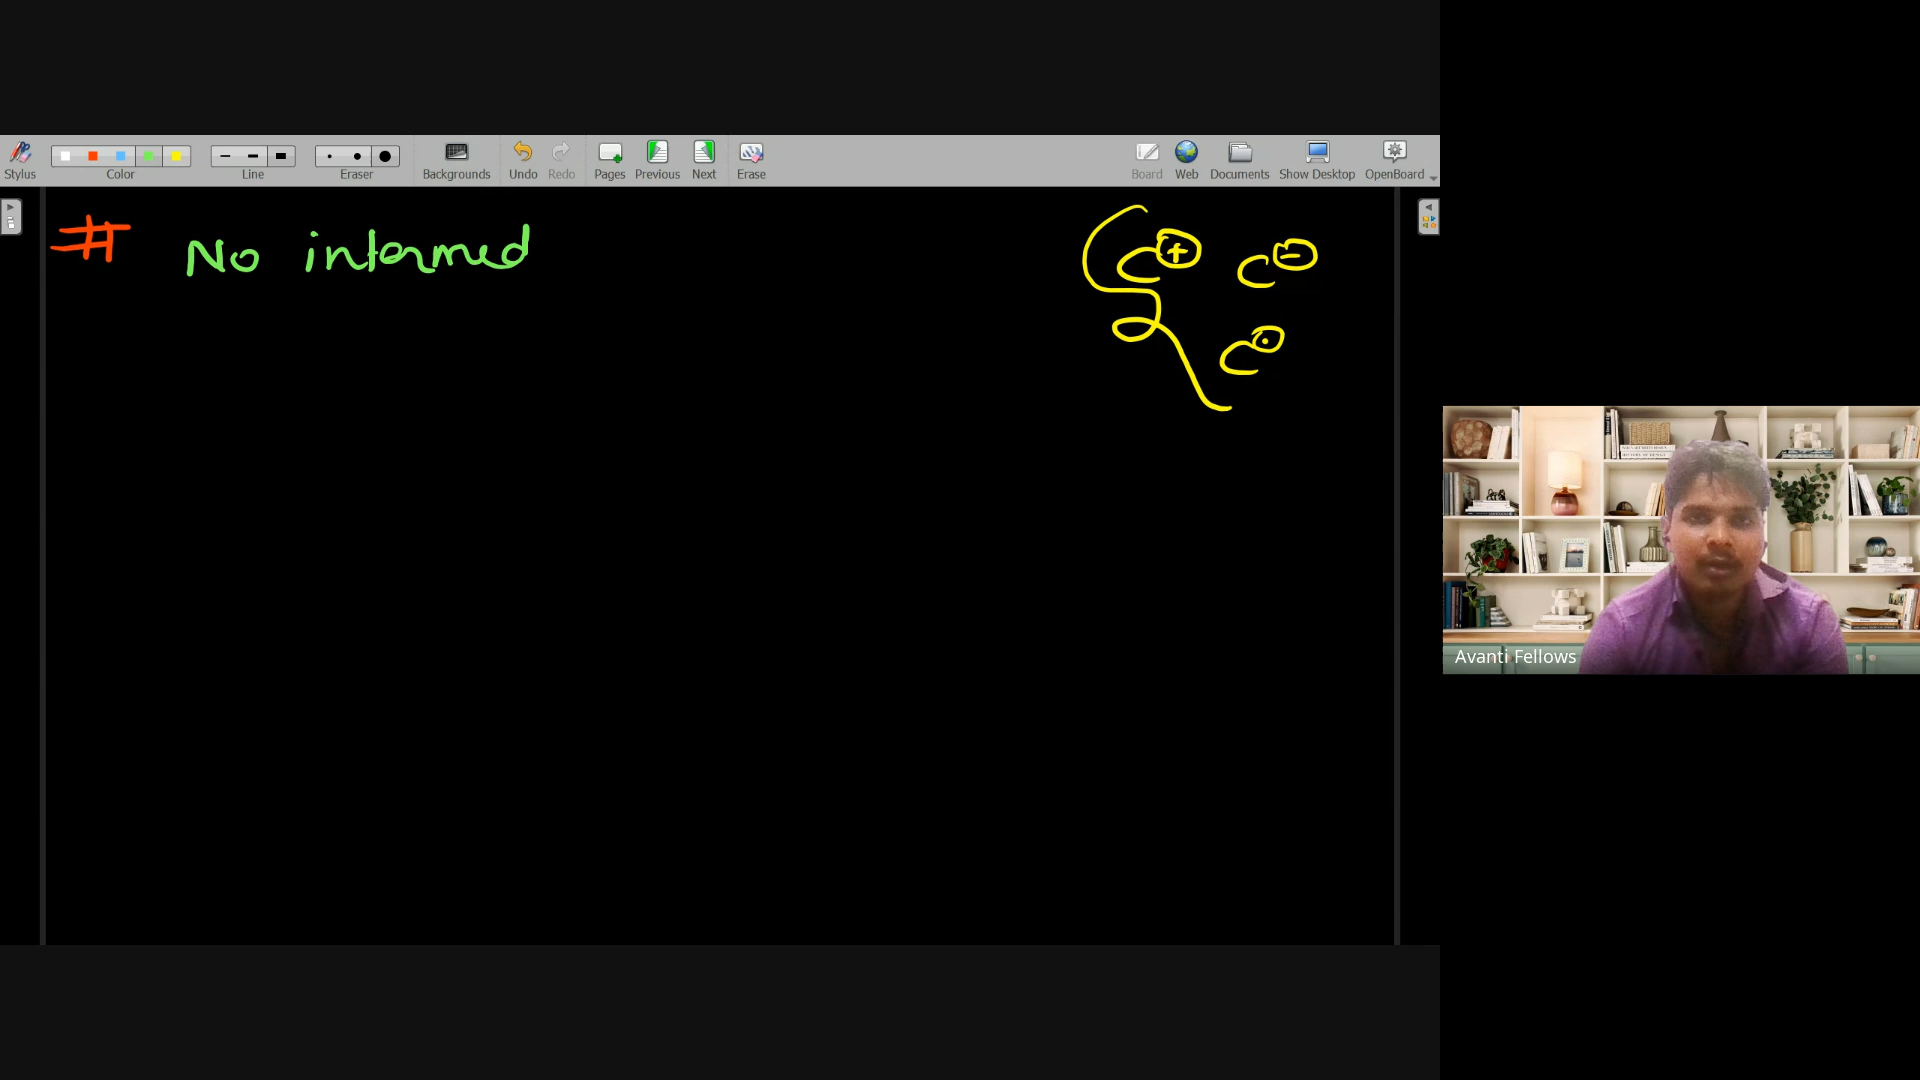 Stylus Color Line Eraser Backgrounds Undo Redo Pages Previous Next Erase Board Web Documents Show Desktop OpenBoard
# No intermed
C⊕ C⊖
C⊙
Avanti Fellows